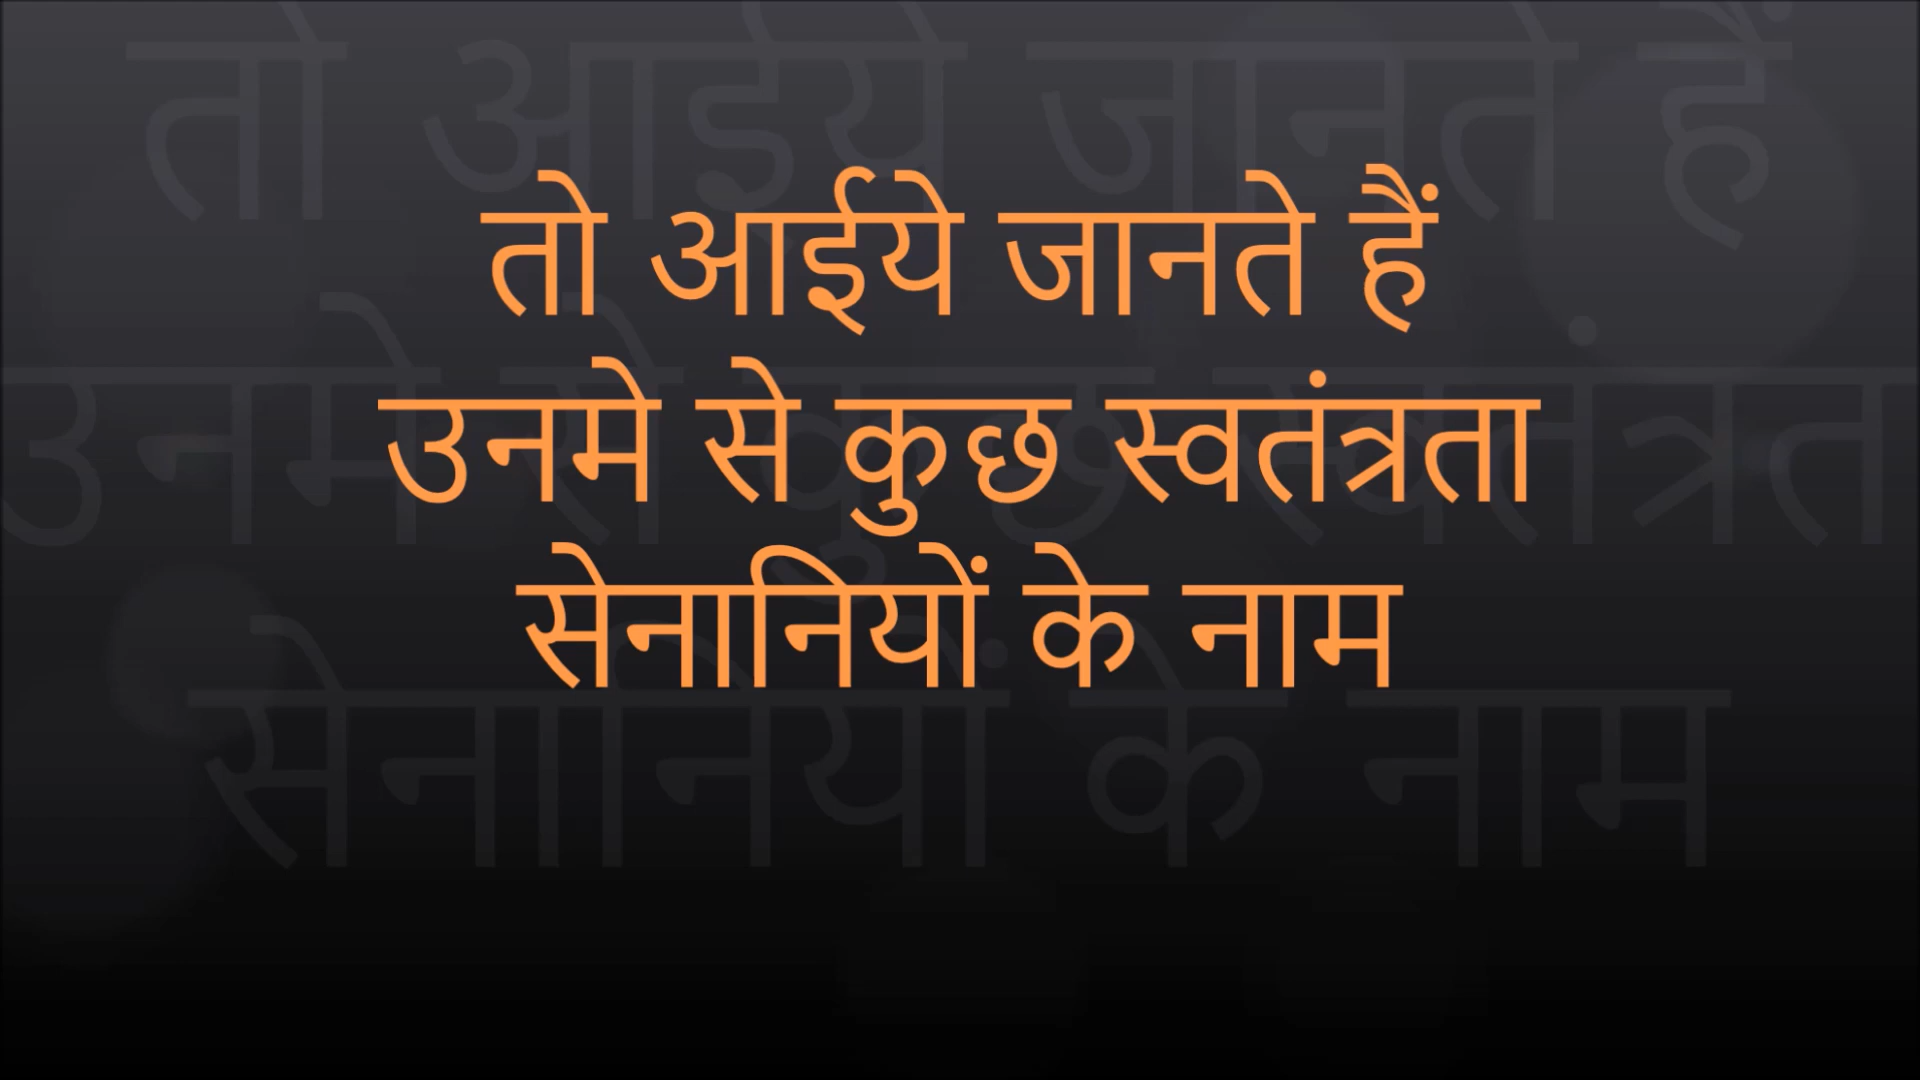 तो आईये जानते हैं
उनमे से कुछ स्वतंत्रता
सेनानियों के नाम